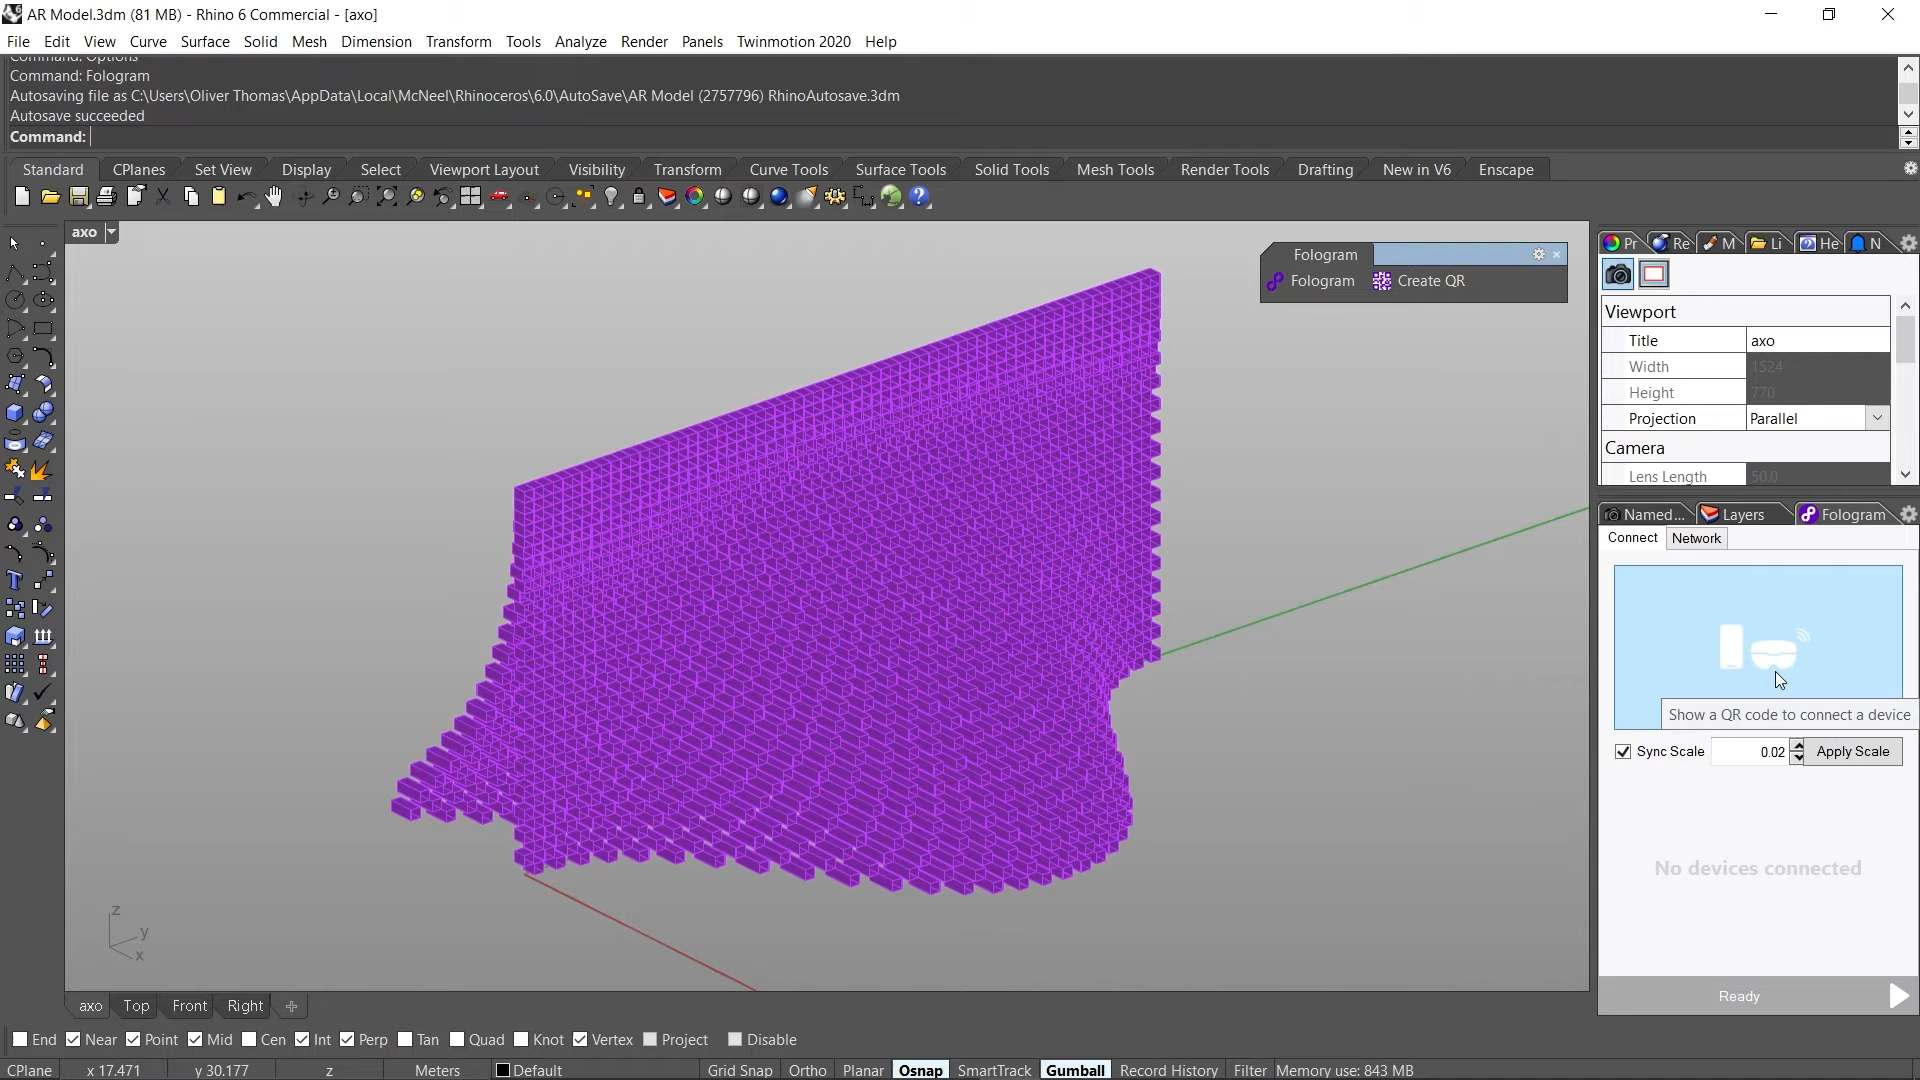 AR Model.3dm (81 MB) - Rhino 6 Commercial - [axo]
File Edit View Curve Surface Solid Mesh Dimension Transform Tools Analyze Render Panels Twinmotion 2020 Help
Command: Options
Command: Fologram
Autosaving file as C:\Users\Oliver Thomas\AppData\Local\McNeel\Rhinoceros\6.0\AutoSave\AR Model (2757796) RhinoAutosave.3dm
Autosave succeeded
Command:
Standard CPlanes Set View Display Select Viewport Layout Visibility Transform Curve Tools Surface Tools Solid Tools Mesh Tools Render Tools Drafting New in V6 Enscape
axo
Fologram
Fologram Create QR
Pr Re M Li He N
Viewport
Title axo
Width 1524
Height 770
Projection Parallel
Camera
Lens Length 50.0
Named... Layers Fologram
Connect Network
Show a QR code to connect a device
Sync Scale 0.02 Apply Scale
No devices connected
Ready
z
y
x
axo Top Front Right
End Near Point Mid Cen Int Perp Tan Quad Knot Vertex Project Disable
CPlane x 17.471 y 30.177 z Meters Default Grid Snap Ortho Planar Osnap SmartTrack Gumball Record History Filter Memory use: 843 MB